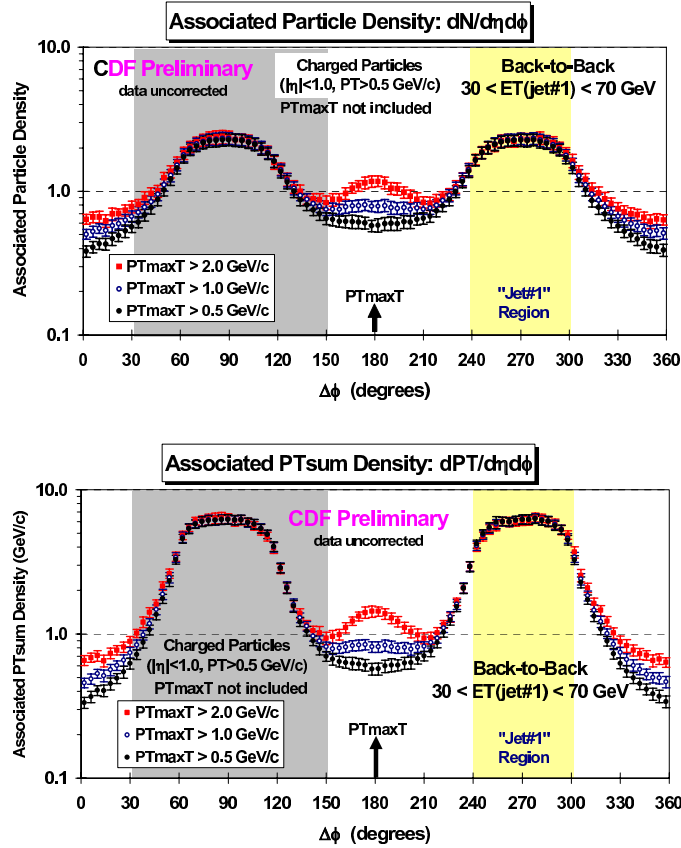 Associated Particle Density: dN/dηdφ
10.0
CDF Preliminary
data uncorrected
Charged Particles
(|η|<1.0, PT>0.5 GeV/c)
PTmaxT not included
Back-to-Back
30 < ET(jet#1) < 70 GeV
Associated Particle Density
1.0
PTmaxT > 2.0 GeV/c
PTmaxT > 1.0 GeV/c
PTmaxT > 0.5 GeV/c
PTmaxT
"Jet#1"
Region
0.1
0 30 60 90 120 150 180 210 240 270 300 330 360
Δφ (degrees)
Associated PTsum Density: dPT/dηdφ
10.0
CDF Preliminary
data uncorrected
Associated PTsum Density (GeV/c)
1.0
Charged Particles
(|η|<1.0, PT>0.5 GeV/c)
PTmaxT not included
Back-to-Back
30 < ET(jet#1) < 70 GeV
PTmaxT > 2.0 GeV/c
PTmaxT > 1.0 GeV/c
PTmaxT > 0.5 GeV/c
PTmaxT
"Jet#1"
Region
0.1
0 30 60 90 120 150 180 210 240 270 300 330 360
Δφ (degrees)